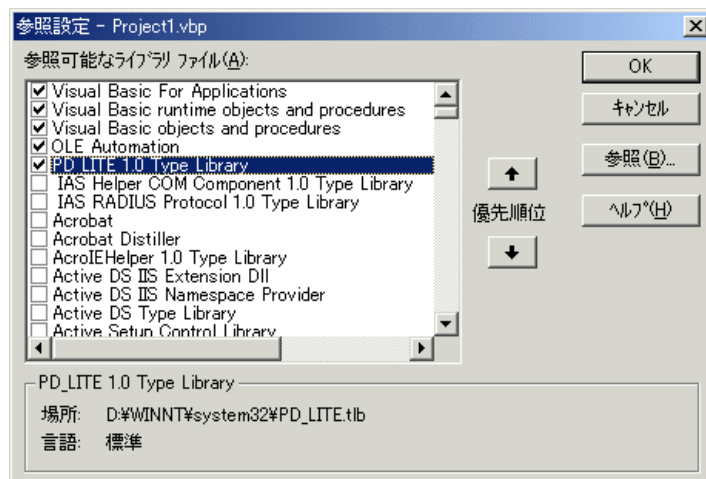 参照設定 - Project1.vbp
参照可能なライブラリ ファイル(A):
Visual Basic For Applications
Visual Basic runtime objects and procedures
Visual Basic objects and procedures
OLE Automation
PD_LITE 1.0 Type Library
IAS Helper COM Component 1.0 Type Library
IAS RADIUS Protocol 1.0 Type Library
Acrobat
Acrobat Distiller
AcroIEHelper 1.0 Type Library
Active DS IIS Extension Dll
Active DS IIS Namespace Provider
Active DS Type Library
Active Setup Control Library
優先順位
OK
キャンセル
参照(B)...
ヘルプ(H)
PD_LITE 1.0 Type Library
場所: D:¥WINNT¥system32¥PD_LITE.tlb
言語: 標準